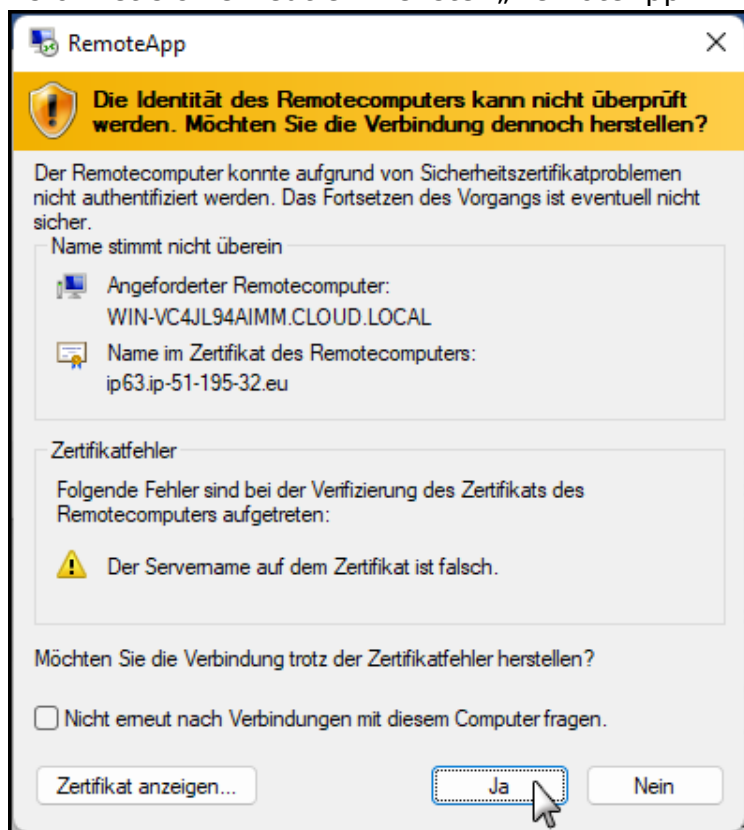 RemoteApp
Die Identität des Remotecomputers kann nicht überprüft
werden. Möchten Sie die Verbindung dennoch herstellen?
Der Remotecomputer konnte aufgrund von Sicherheitszertifikatproblemen
nicht authentifiziert werden. Das Fortsetzen des Vorgangs ist eventuell nicht
sicher.
Name stimmt nicht überein
Angeforderter Remotecomputer:
WIN-VC4JL94AIMM.CLOUD.LOCAL
Name im Zertifikat des Remotecomputers:
ip63.ip-51-195-32.eu
Zertifikatfehler
Folgende Fehler sind bei der Verifizierung des Zertifikats des
Remotecomputers aufgetreten:
Der Servername auf dem Zertifikat ist falsch.
Möchten Sie die Verbindung trotz der Zertifikatfehler herstellen?
Nicht erneut nach Verbindungen mit diesem Computer fragen.
Zertifikat anzeigen...
Ja
Nein